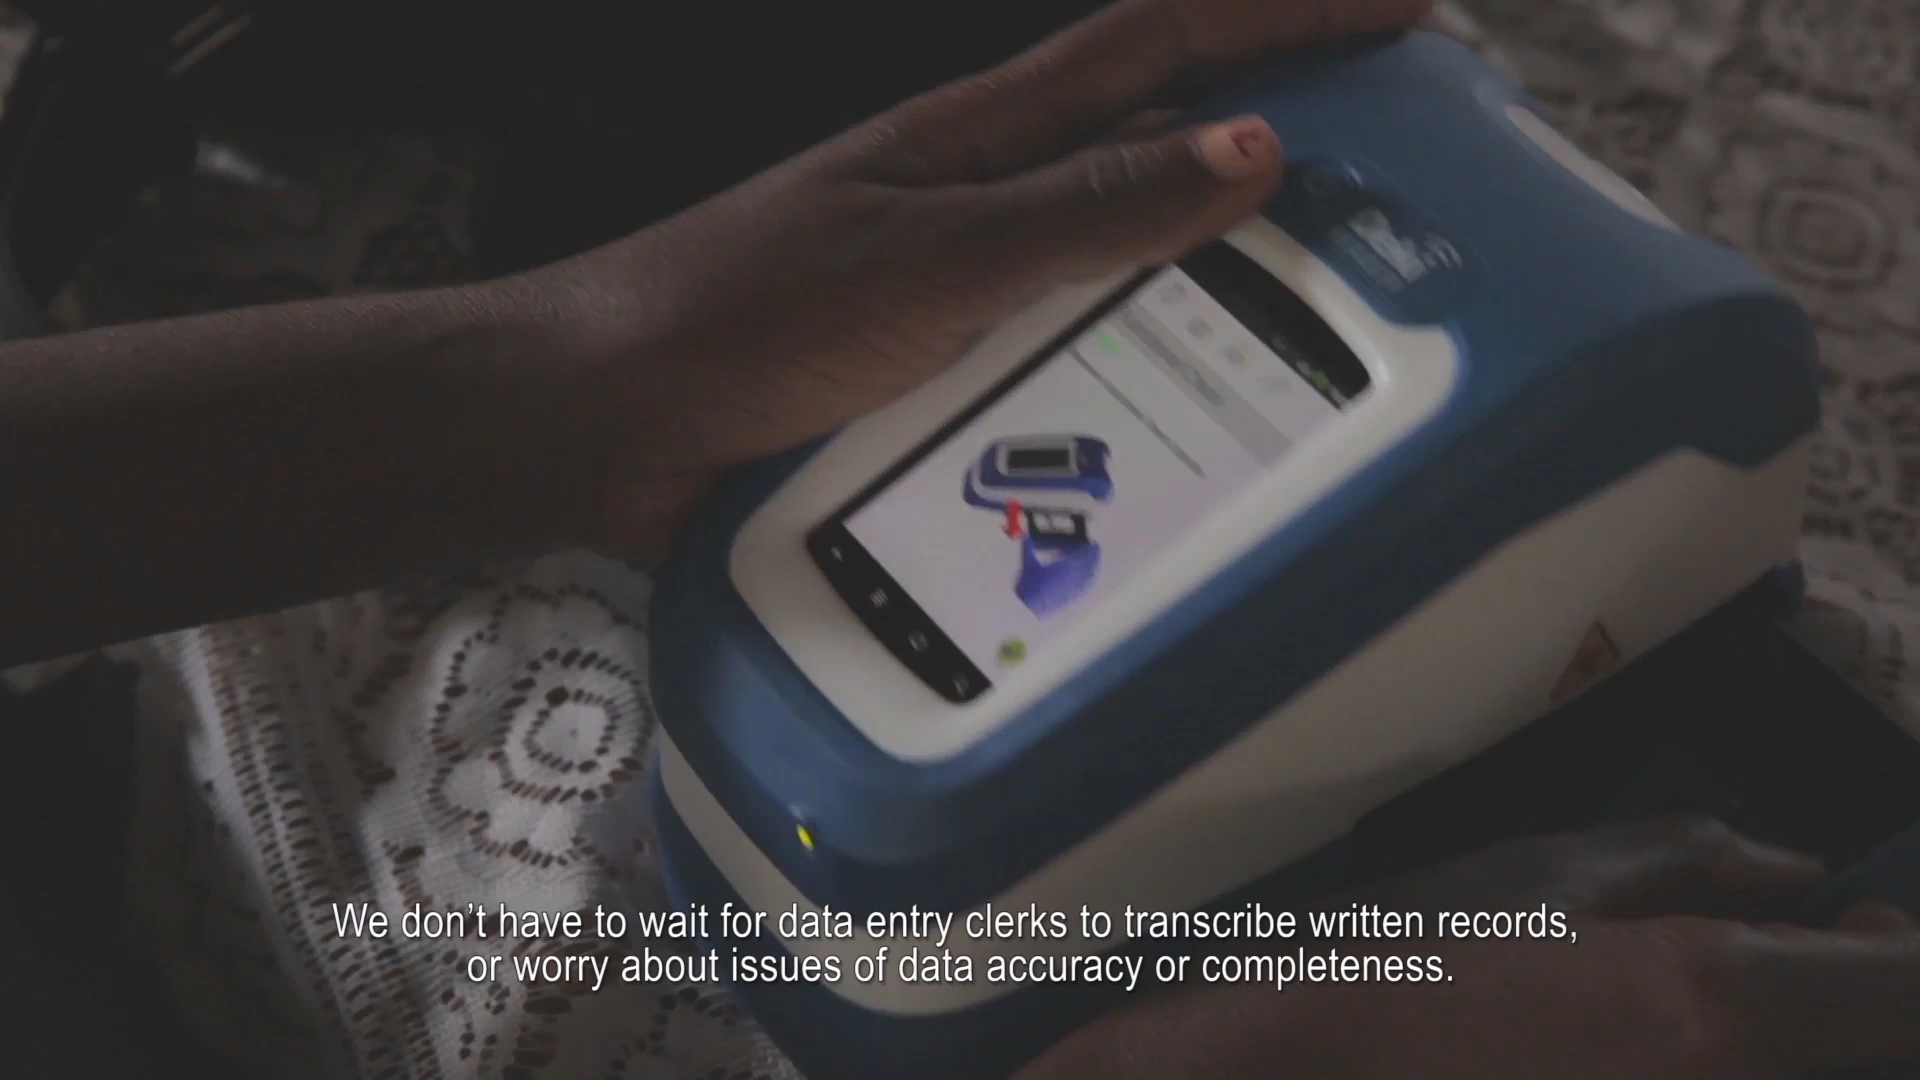 We don't have to wait for data entry clerks to transcribe written records,
or worry about issues of data accuracy or completeness.